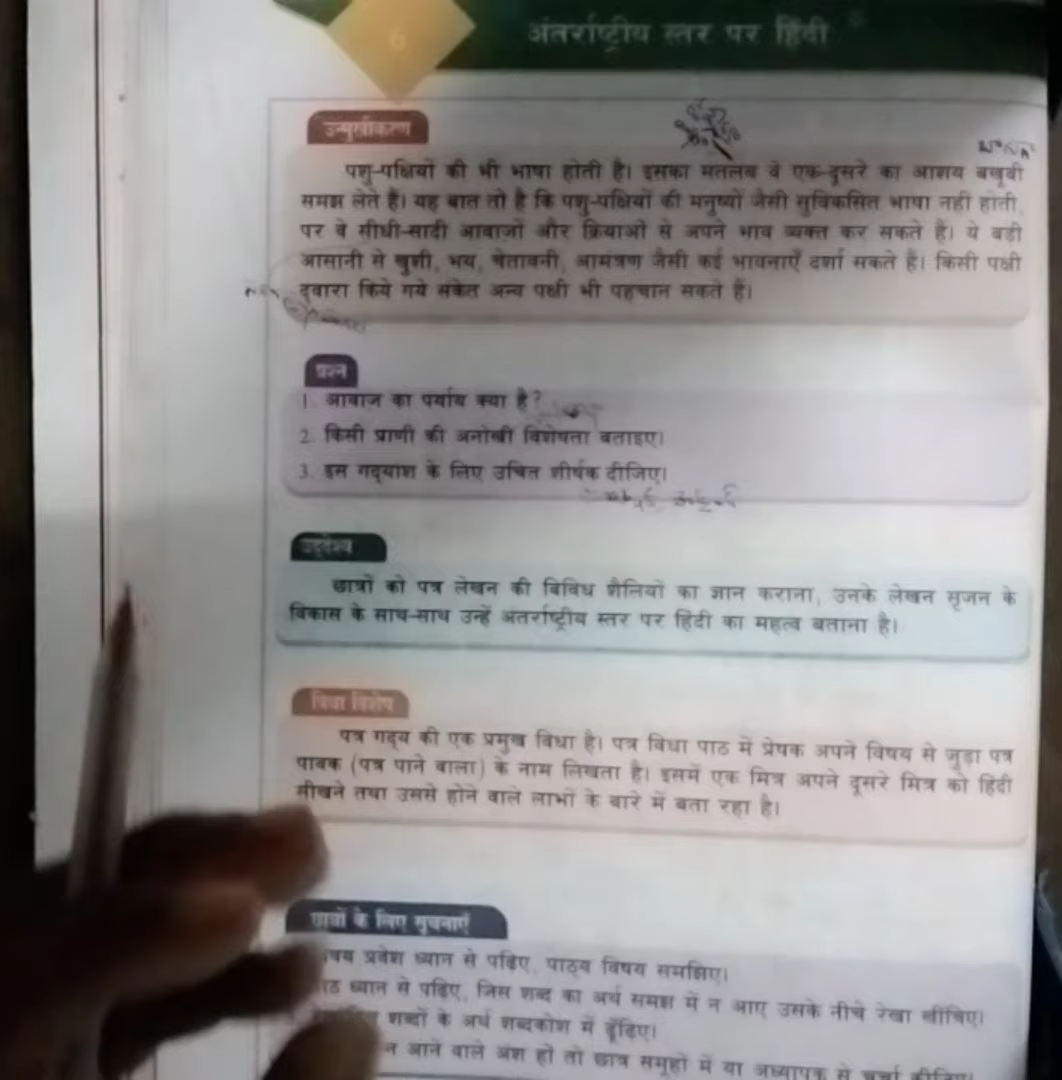 6
अंतर्राष्ट्रीय स्तर पर हिंदी
उन्मुखीकरण
पशु-पक्षियों की भी भाषा होती है। इसका मतलब वे एक-दूसरे का आशय बखूबी
समझ लेते हैं। यह बात तो है कि पशु-पक्षियों की मनुष्यों जैसी सुविकसित भाषा नहीं होती,
पर वे सीधी-सादी आवाजों और क्रियाओं से अपने भाव व्यक्त कर सकते हैं। ये बड़ी
आसानी से खुशी, भय, चेतावनी, आमंत्रण जैसी कई भावनाएँ दर्शा सकते हैं। किसी पक्षी
द्वारा किये गये संकेत अन्य पक्षी भी पहचान सकते हैं।
प्रश्न
1. आवाज का पर्याय क्या है?
2. किसी प्राणी की अनोखी विशेषता बताइए।
3. इस गद्यांश के लिए उचित शीर्षक दीजिए।
उद्देश्य
छात्रों को पत्र लेखन की विविध शैलियों का ज्ञान कराना, उनके लेखन सृजन के
विकास के साथ-साथ उन्हें अंतर्राष्ट्रीय स्तर पर हिंदी का महत्व बताना है।
विधा विशेष
पत्र गद्य की एक प्रमुख विधा है। पत्र विधा पाठ में प्रेषक अपने विषय से जुड़ा पत्र
पावक (पत्र पाने वाला) के नाम लिखता है। इसमें एक मित्र अपने दूसरे मित्र को हिंदी
सीखने तथा उससे होने वाले लाभों के बारे में बता रहा है।
छात्रों के लिए सूचनाएँ
प्रवेश ध्यान से पढ़िए, पाठ्य विषय समझिए।
ध्यान से पढ़िए, जिस शब्द का अर्थ समझ में न आए उसके नीचे रेखा खींचिए।
शब्दों के अर्थ शब्दकोश में ढूँढ़िए।
न आने वाले अंश हो तो छात्र समूहों में या अध्यापक से चर्चा कीजिए।